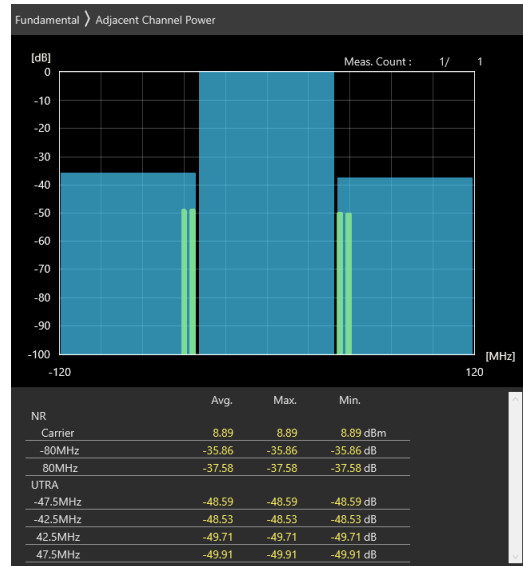 Fundamental 〉 Adjacent Channel Power
[dB]
Meas. Count : 1/ 1
0
-10
-20
-30
-40
-50
-60
-70
-80
-90
-100
[MHz]
-120 120
Avg. Max. Min.
NR
Carrier 8.89 8.89 8.89 dBm
-80MHz -35.86 -35.86 -35.86 dB
80MHz -37.58 -37.58 -37.58 dB
UTRA
-47.5MHz -48.59 -48.59 -48.59 dB
-42.5MHz -48.53 -48.53 -48.53 dB
42.5MHz -49.71 -49.71 -49.71 dB
47.5MHz -49.91 -49.91 -49.91 dB